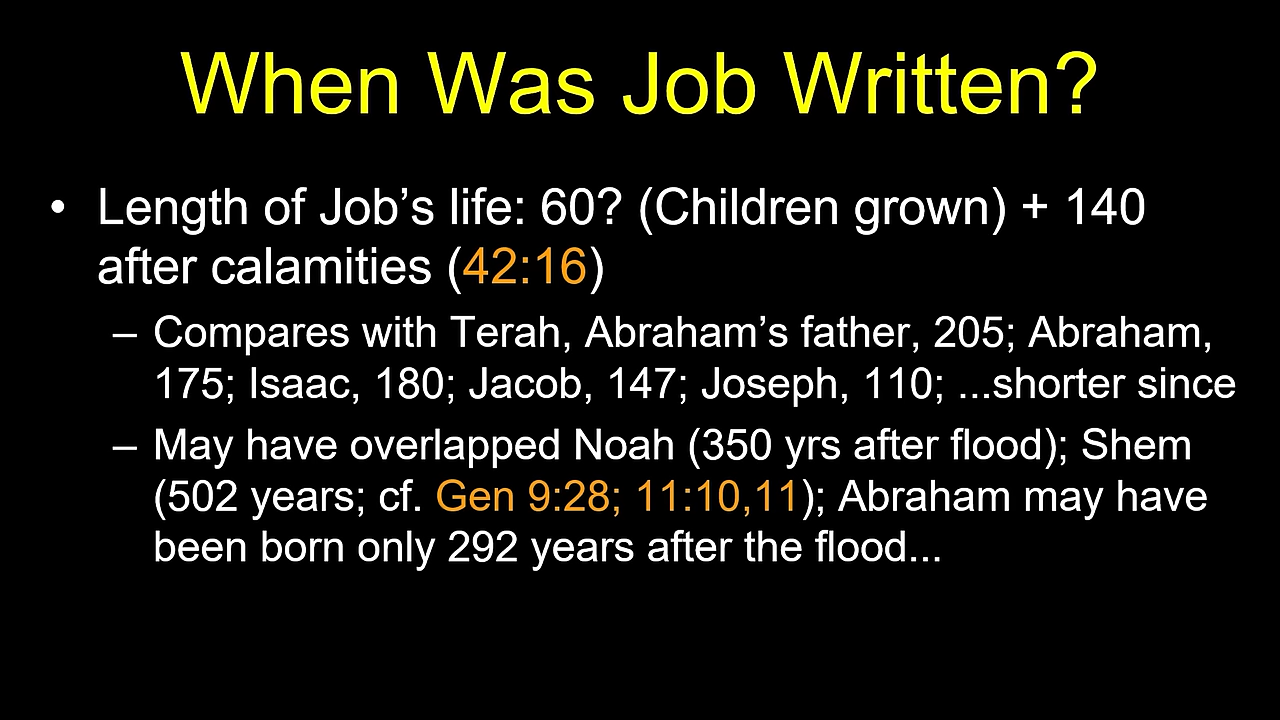 When Was Job Written?
• Length of Job’s life: 60? (Children grown) + 140
after calamities (42:16)
– Compares with Terah, Abraham’s father, 205; Abraham,
175; Isaac, 180; Jacob, 147; Joseph, 110; ...shorter since
– May have overlapped Noah (350 yrs after flood); Shem
(502 years; cf. Gen 9:28; 11:10,11); Abraham may have
been born only 292 years after the flood...